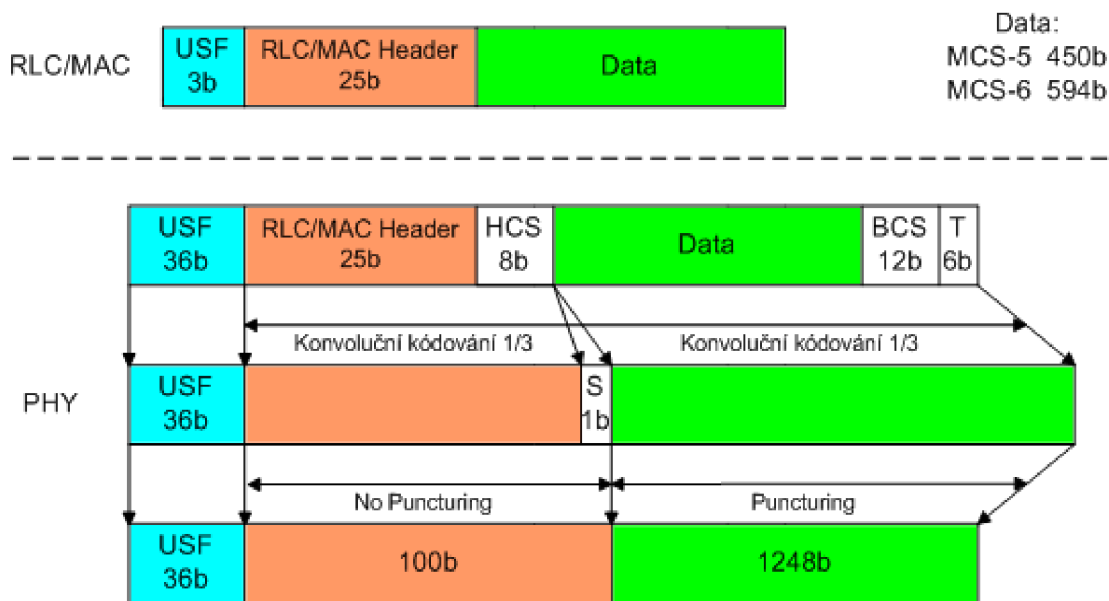 Data:
MCS-5 450b
MCS-6 594b
RLC/MAC
USF
3b
RLC/MAC Header
25b
Data
USF
36b
RLC/MAC Header
25b
HCS
8b
Data
BCS
12b
T
6b
Konvoluční kódování 1/3
Konvoluční kódování 1/3
PHY
USF
36b
S
1b
No Puncturing
Puncturing
USF
36b
100b
1248b